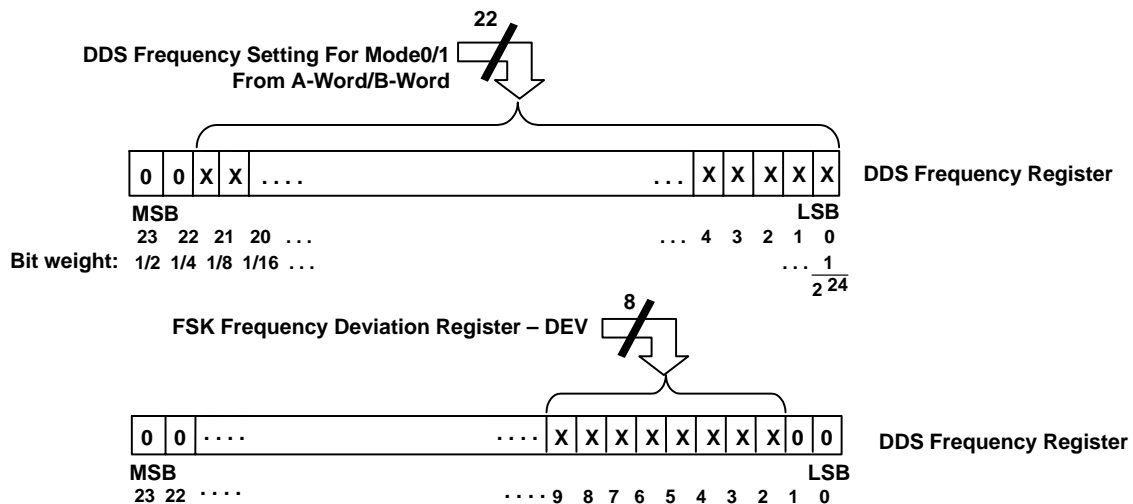 22
DDS Frequency Setting For Mode0/1
From A-Word/B-Word
0 0 X X . . . . . . . X X X X X DDS Frequency Register
MSB LSB
23 22 21 20 . . . . . . 4 3 2 1 0
Bit weight: 1/2 1/4 1/8 1/16 . . . . . . 1
2 24
8
FSK Frequency Deviation Register – DEV
0 0 . . . . . . . . X X X X X X X X 0 0 DDS Frequency Register
MSB LSB
23 22 . . . . . . . . 9 8 7 6 5 4 3 2 1 0